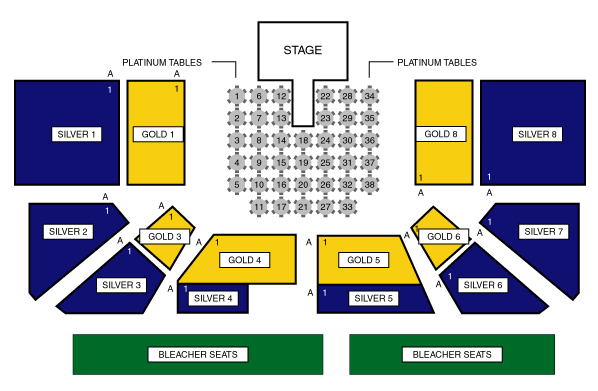 STAGE
PLATINUM TABLES
PLATINUM TABLES
A
A
1
1
SILVER 1
GOLD 1
1 6 12 22 28 34
2 7 13 23 29 35
3 8 14 18 24 30 36
4 9 15 19 25 31 37
5 10 16 20 26 32 38
11 17 21 27 33
GOLD 8
SILVER 8
1
1
A
A
A
1
SILVER 2
A
1
GOLD 3
A
A
1
SILVER 3
A
1
GOLD 4
A
1
SILVER 4
A
1
GOLD 5
A
1
SILVER 5
A
1
GOLD 6
A
1
SILVER 6
A
1
SILVER 7
BLEACHER SEATS
BLEACHER SEATS